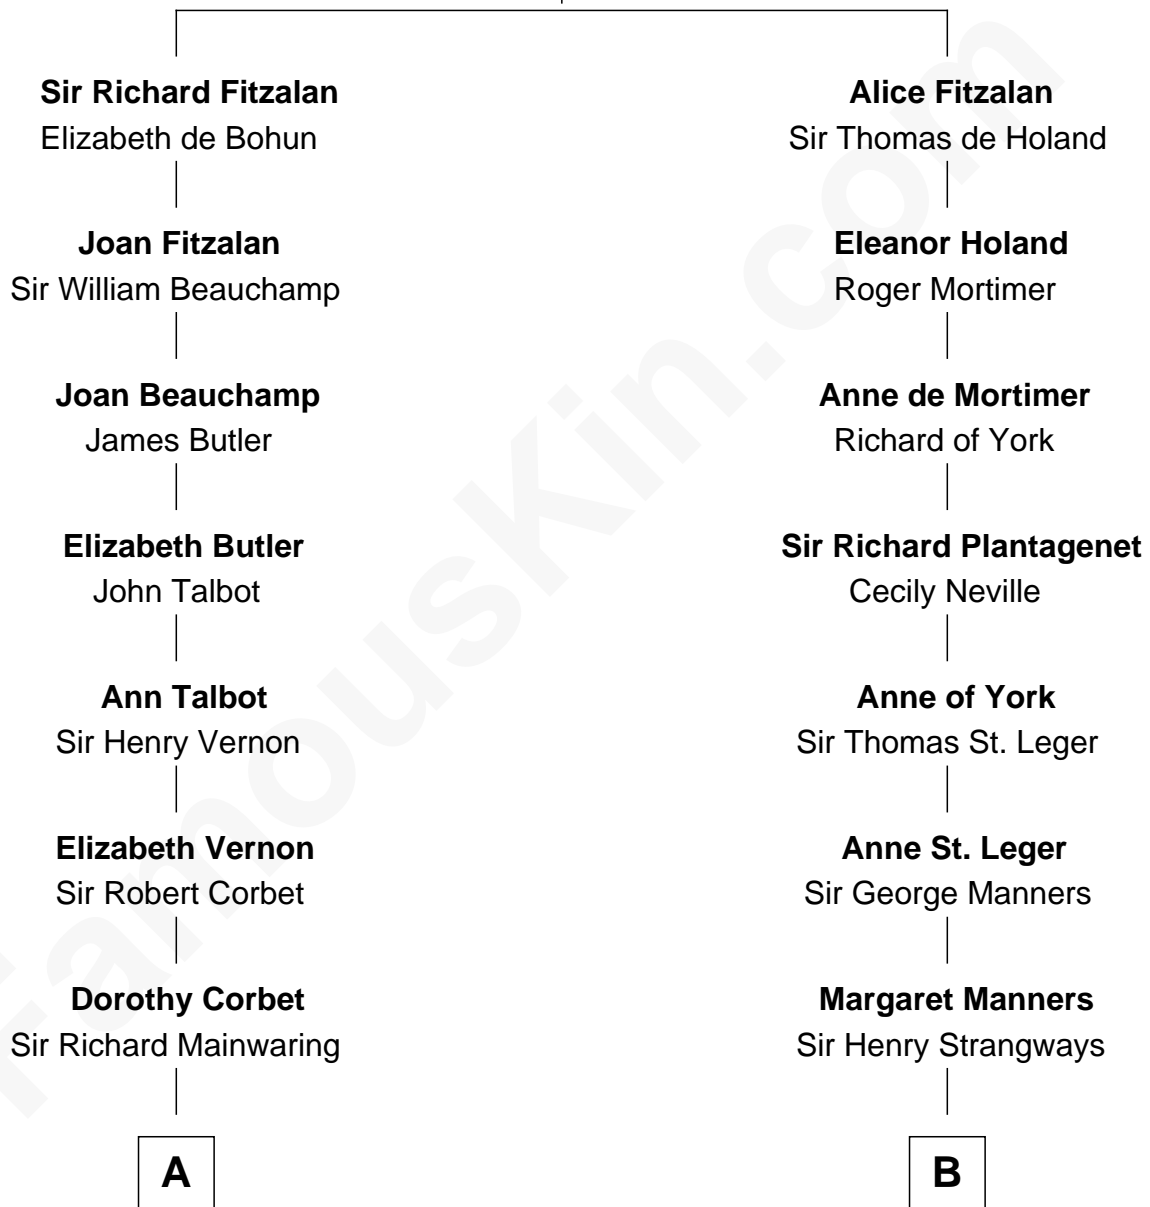 Sir Richard Fitzalan
Elizabeth de Bohun
Joan Fitzalan
Sir William Beauchamp
Joan Beauchamp
James Butler
Elizabeth Butler
John Talbot
Ann Talbot
Sir Henry Vernon
Elizabeth Vernon
Sir Robert Corbet
Dorothy Corbet
Sir Richard Mainwaring
A
Alice Fitzalan
Sir Thomas de Holand
Eleanor Holand
Roger Mortimer
Anne de Mortimer
Richard of York
Sir Richard Plantagenet
Cecily Neville
Anne of York
Sir Thomas St. Leger
Anne St. Leger
Sir George Manners
Margaret Manners
Sir Henry Strangways
B
FamousKin.com